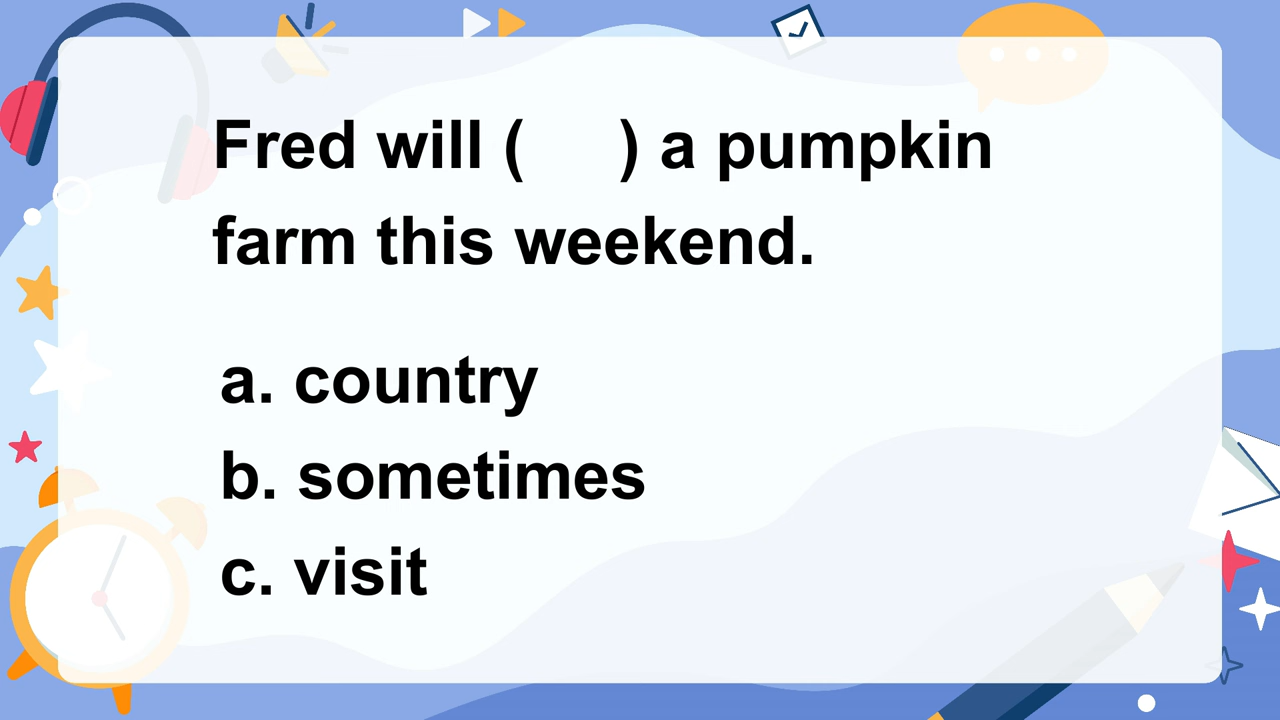 Fred will (     ) a pumpkin
farm this weekend.
a. country
b. sometimes
c. visit